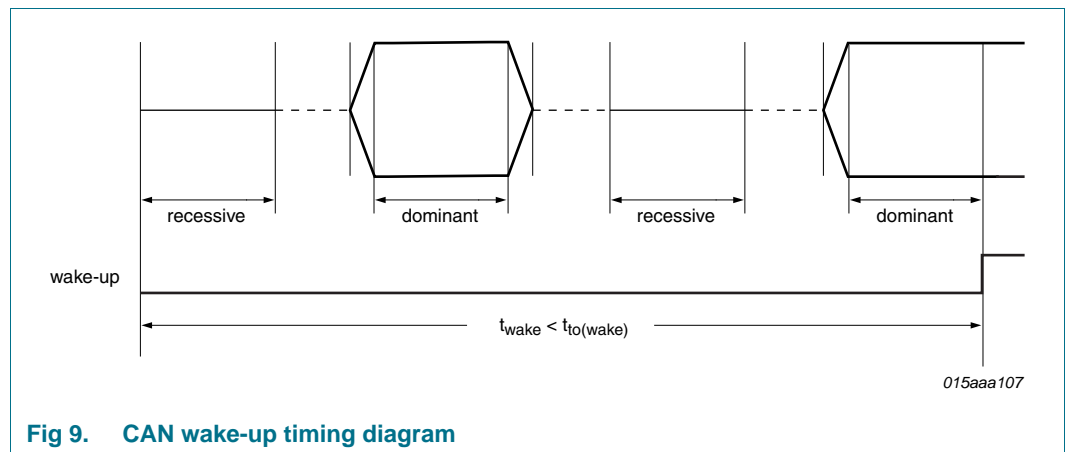 recessive dominant recessive dominant
wake-up
twake < tto(wake)
015aaa107
Fig 9. CAN wake-up timing diagram